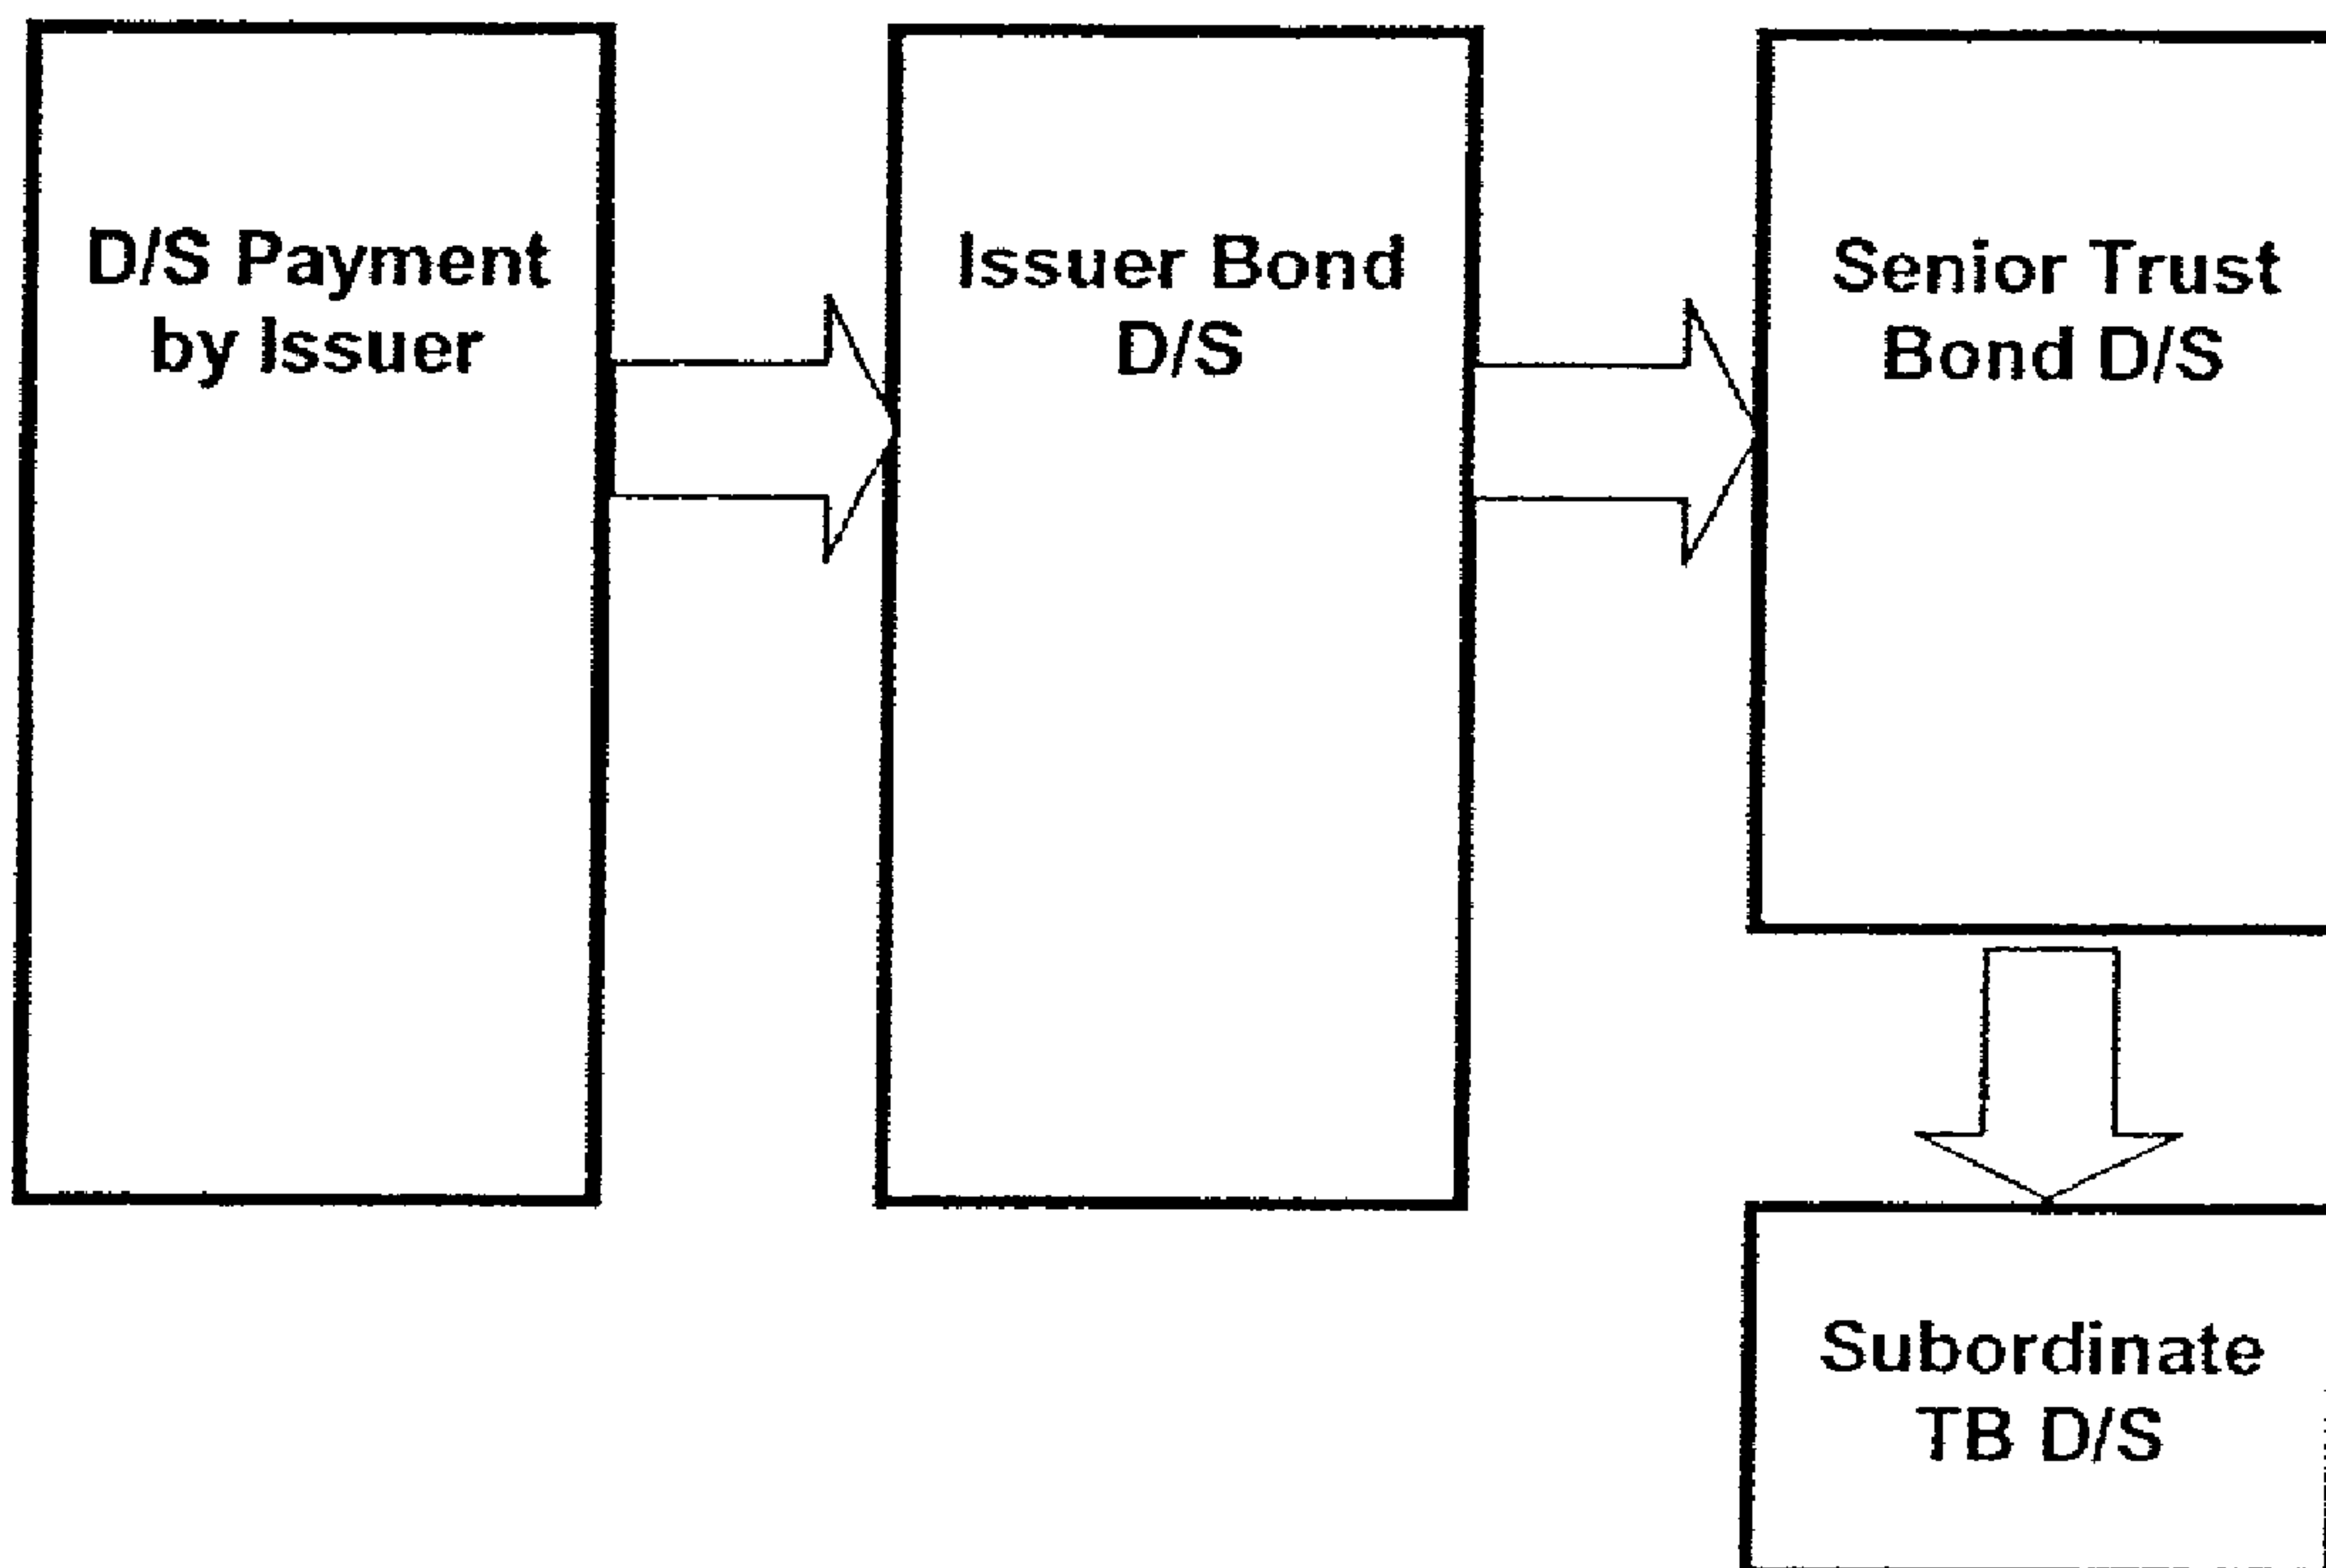 D/S Payment
by Issuer
Issuer Bond
D/S
Senior Trust
Bond D/S
Subordinate
TB D/S